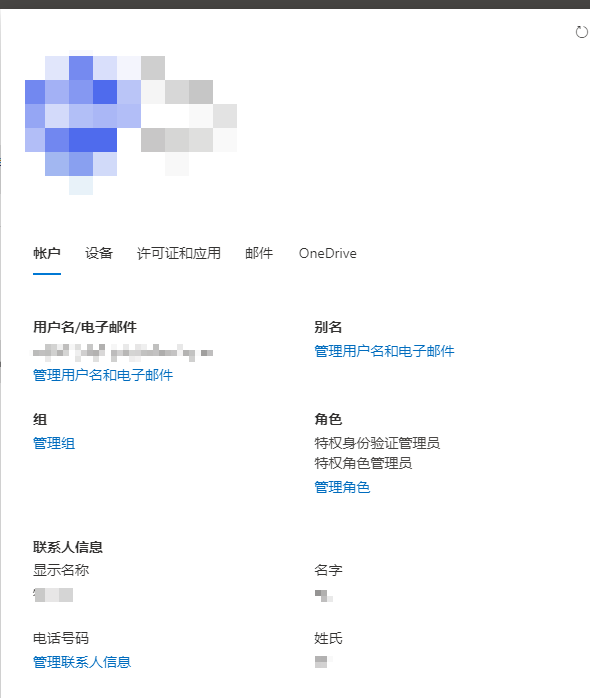 帐户 设备 许可证和应用 邮件 OneDrive
用户名/电子邮件
管理用户名和电子邮件
别名
管理用户名和电子邮件
组
管理组
角色
特权身份验证管理员
特权角色管理员
管理角色
联系人信息
显示名称
名字
电话号码
管理联系人信息
姓氏